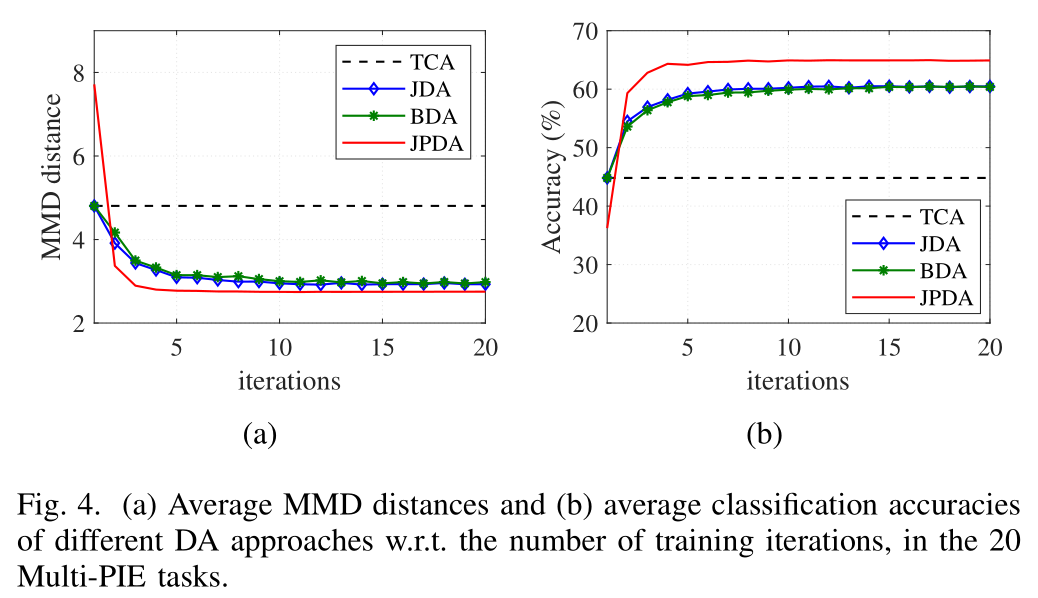 8
6
4
2
MMD distance
5
10
15
20
iterations
TCA
JDA
BDA
JPDA
(a)
70
60
50
40
30
20
Accuracy (%)
5
10
15
20
iterations
TCA
JDA
BDA
JPDA
(b)
Fig. 4. (a) Average MMD distances and (b) average classification accuracies
of different DA approaches w.r.t. the number of training iterations, in the 20
Multi-PIE tasks.